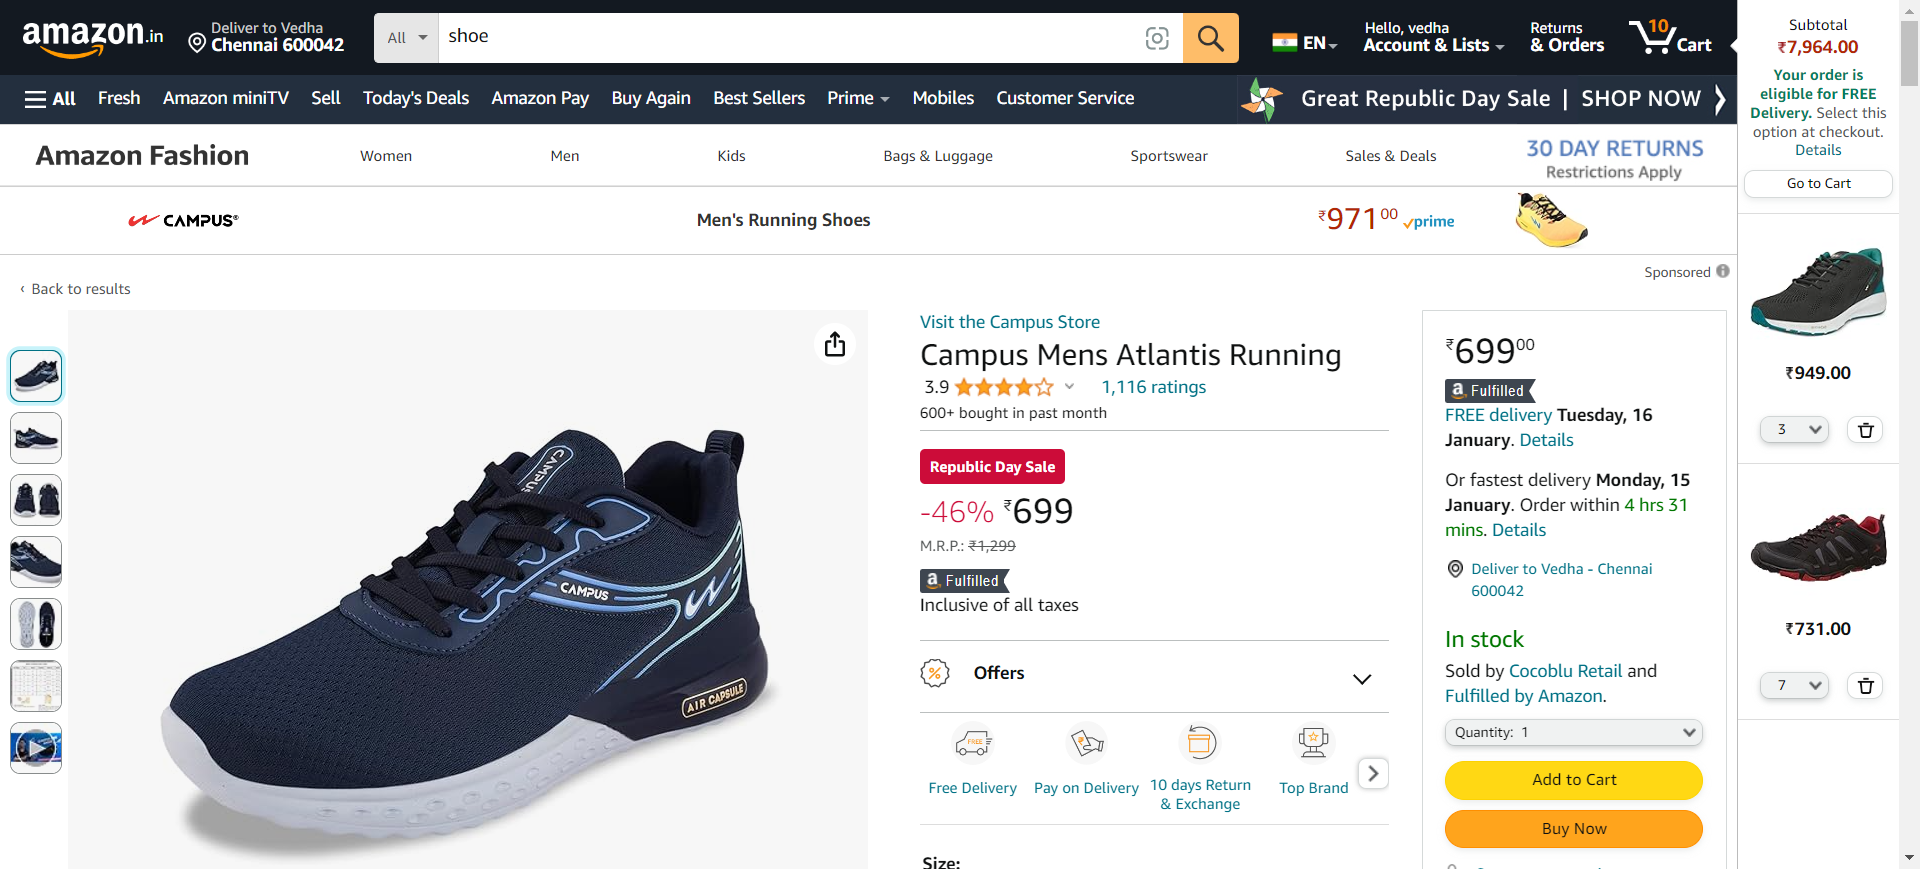 amazon.in
Deliver to Vedha
Chennai 600042
All
shoe
EN
Hello, vedha
Account & Lists
Returns
& Orders
10
Cart
All
Fresh
Amazon miniTV
Sell
Today's Deals
Amazon Pay
Buy Again
Best Sellers
Prime
Mobiles
Customer Service
Great Republic Day Sale | SHOP NOW
Amazon Fashion
Women
Men
Kids
Bags & Luggage
Sportswear
Sales & Deals
30 DAY RETURNS
Restrictions Apply
CAMPUS®
Men's Running Shoes
₹97100
prime
Sponsored
‹ Back to results
CAMPUS
CAMPUS
AIR CAPSULE
Visit the Campus Store
Campus Mens Atlantis Running
3.9
1,116 ratings
600+ bought in past month
Republic Day Sale
-46% ₹699
M.R.P.: ₹1,299
a Fulfilled
Inclusive of all taxes
%
Offers
FREE
Free Delivery
Pay on Delivery
10 days Return
& Exchange
Top Brand
Size:
₹69900
a Fulfilled
FREE delivery Tuesday, 16
January. Details
Or fastest delivery Monday, 15
January. Order within 4 hrs 31
mins. Details
Deliver to Vedha - Chennai
600042
In stock
Sold by Cocoblu Retail and
Fulfilled by Amazon.
Quantity: 1
Add to Cart
Buy Now
Subtotal
₹7,964.00
Your order is
eligible for FREE
Delivery. Select this
option at checkout.
Details
Go to Cart
₹949.00
3
₹731.00
7